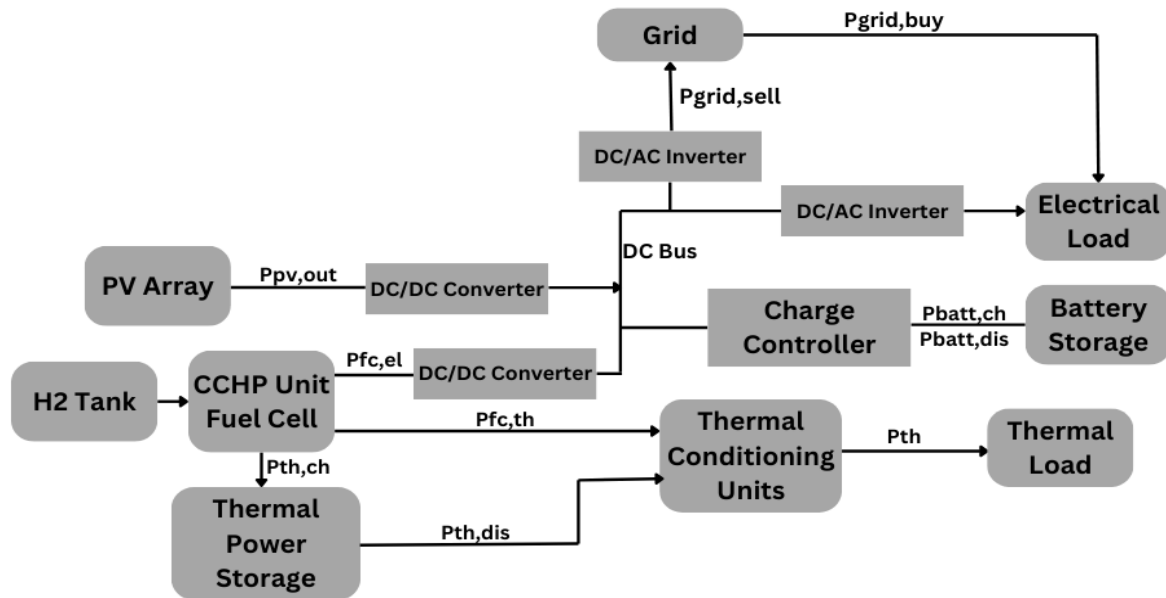 Grid
Pgrid,buy
Pgrid,sell
DC/AC Inverter
DC/AC Inverter
Electrical
Load
DC Bus
PV Array
Ppv,out
DC/DC Converter
Charge
Controller
Pbatt,ch
Pbatt,dis
Battery
Storage
H2 Tank
CCHP Unit
Fuel Cell
Pfc,el
DC/DC Converter
Pfc,th
Thermal
Conditioning
Units
Pth
Thermal
Load
Pth,ch
Thermal
Power
Storage
Pth,dis